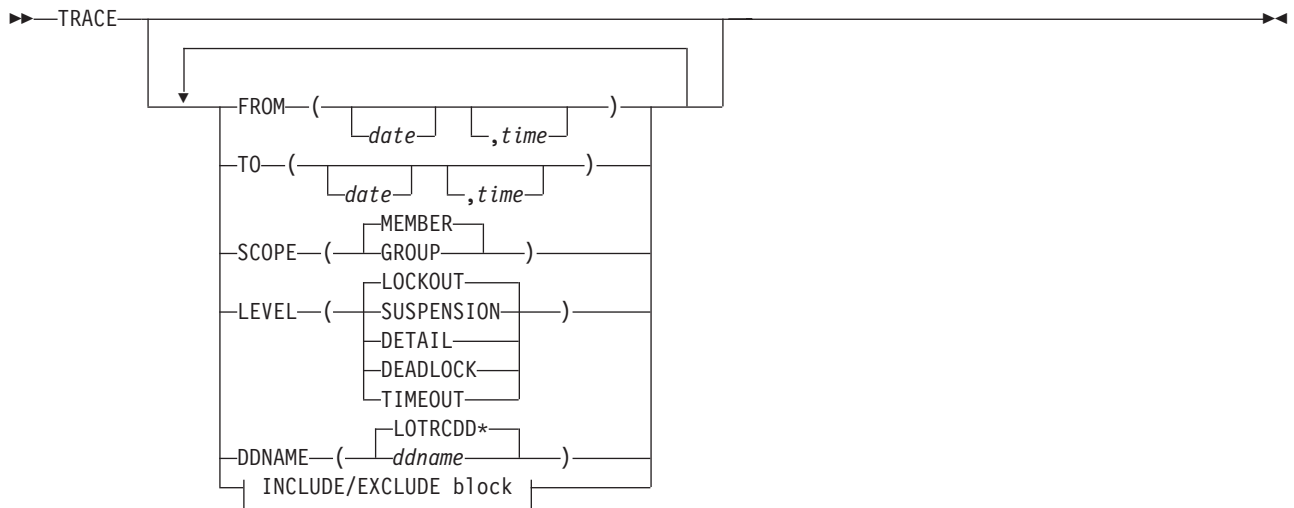 TRACE
FROM ( date ,time )
TO ( date ,time )
MEMBER
SCOPE ( GROUP )
LOCKOUT
LEVEL ( SUSPENSION )
DETAIL
DEADLOCK
TIMEOUT
LOTRCDD*
DDNAME ( ddname )
INCLUDE/EXCLUDE block